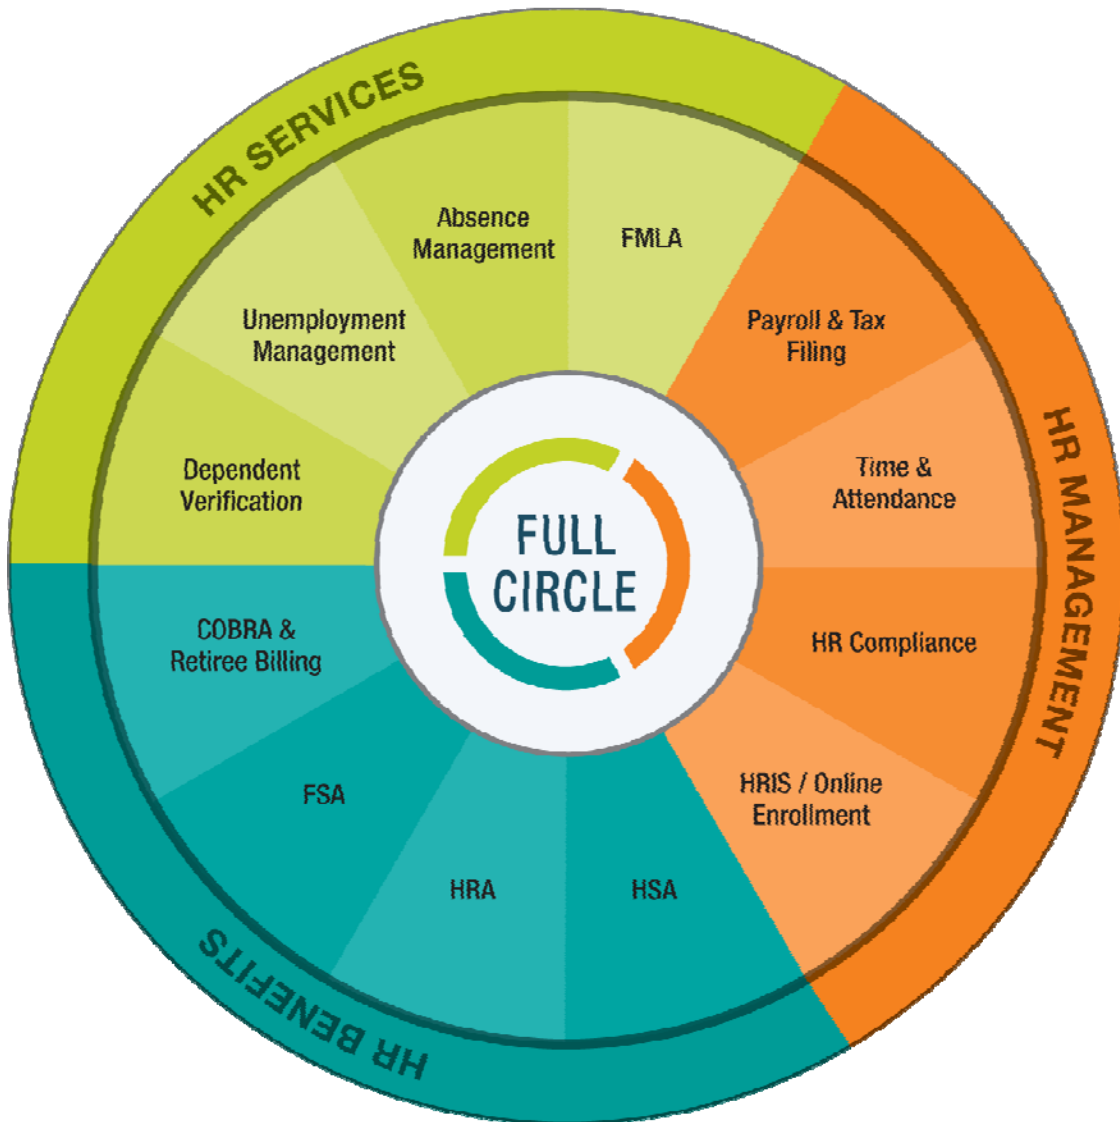 HR SERVICES
Absence
Management
FMLA
Unemployment
Management
Dependent
Verification
Payroll & Tax
Filing
Time &
Attendance
HR Compliance
HRIS / Online
Enrollment
HR MANAGEMENT
FULL
CIRCLE
COBRA &
Retiree Billing
FSA
HRA
HSA
HR BENEFITS